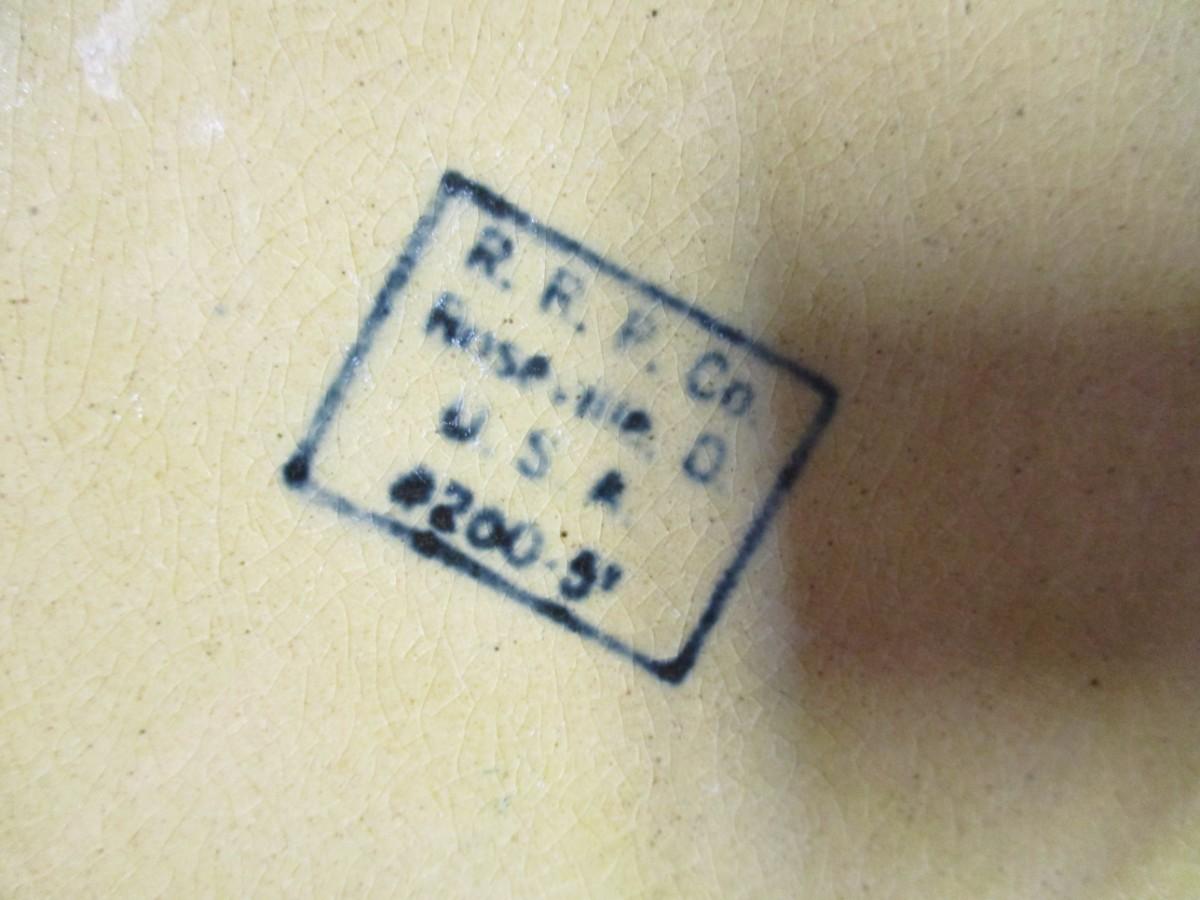 R. R. P. Co.
Roseville, O.
U. S. A.
#200-9"